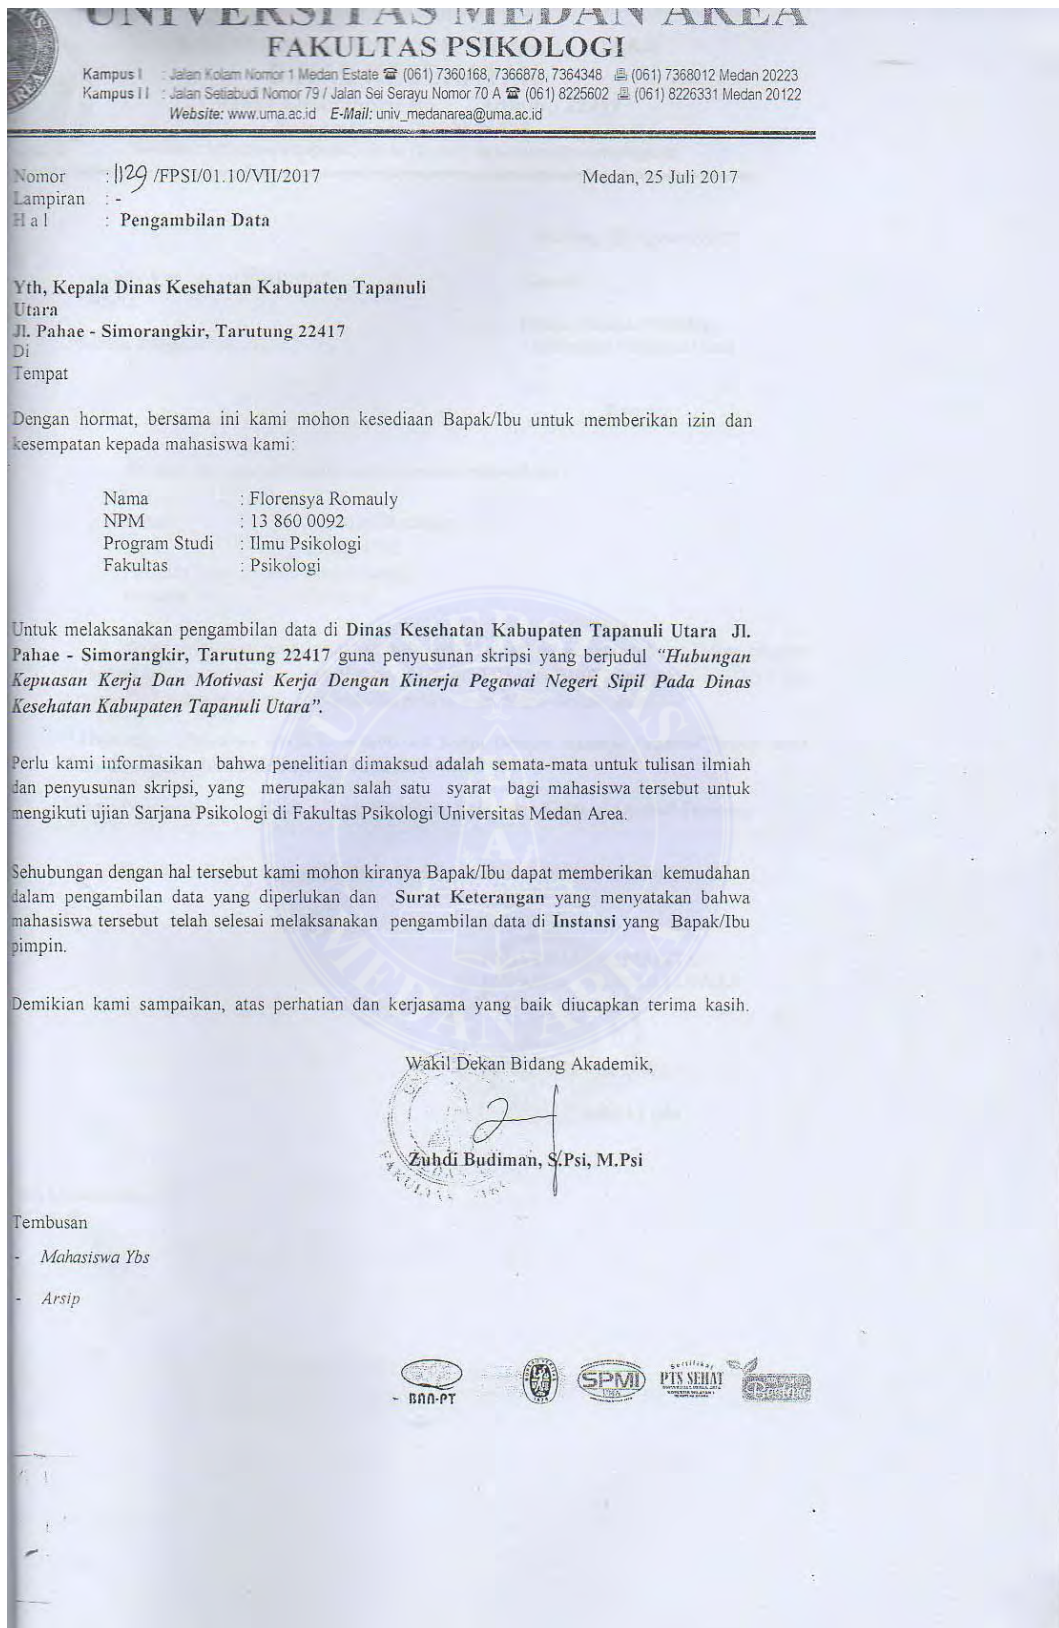 UNIVERSITAS MEDAN AREA
FAKULTAS PSIKOLOGI
Kampus I : Jalan Kolam Nomor 1 Medan Estate ☎ (061) 7360168, 7366878, 7364348 (061) 7368012 Medan 20223
Kampus II : Jalan Setiabudi Nomor 79 / Jalan Sei Serayu Nomor 70 A ☎ (061) 8225602 (061) 8226331 Medan 20122
Website: www.uma.ac.id E-Mail: univ_medanarea@uma.ac.id
Nomor : 1129 /FPSI/01.10/VII/2017 Medan, 25 Juli 2017
Lampiran : -
H a l : Pengambilan Data
Yth, Kepala Dinas Kesehatan Kabupaten Tapanuli
Utara
Jl. Pahae - Simorangkir, Tarutung 22417
Di
Tempat
Dengan hormat, bersama ini kami mohon kesediaan Bapak/Ibu untuk memberikan izin dan
kesempatan kepada mahasiswa kami:
Nama : Florensya Romauly
NPM : 13 860 0092
Program Studi : Ilmu Psikologi
Fakultas : Psikologi
Untuk melaksanakan pengambilan data di Dinas Kesehatan Kabupaten Tapanuli Utara Jl.
Pahae - Simorangkir, Tarutung 22417 guna penyusunan skripsi yang berjudul "Hubungan
Kepuasan Kerja Dan Motivasi Kerja Dengan Kinerja Pegawai Negeri Sipil Pada Dinas
Kesehatan Kabupaten Tapanuli Utara".
Perlu kami informasikan bahwa penelitian dimaksud adalah semata-mata untuk tulisan ilmiah
dan penyusunan skripsi, yang merupakan salah satu syarat bagi mahasiswa tersebut untuk
mengikuti ujian Sarjana Psikologi di Fakultas Psikologi Universitas Medan Area.
Sehubungan dengan hal tersebut kami mohon kiranya Bapak/Ibu dapat memberikan kemudahan
dalam pengambilan data yang diperlukan dan Surat Keterangan yang menyatakan bahwa
mahasiswa tersebut telah selesai melaksanakan pengambilan data di Instansi yang Bapak/Ibu
pimpin.
Demikian kami sampaikan, atas perhatian dan kerjasama yang baik diucapkan terima kasih.
UNIVERSITAS
MEDAN AREA
Wakil Dekan Bidang Akademik,
Zuhdi Budiman, S.Psi, M.Psi
FAKULTAS
Tembusan
- Mahasiswa Ybs
- Arsip
BAN-PT
SPMI
UMA
Sertifikat
PTS SEHAT